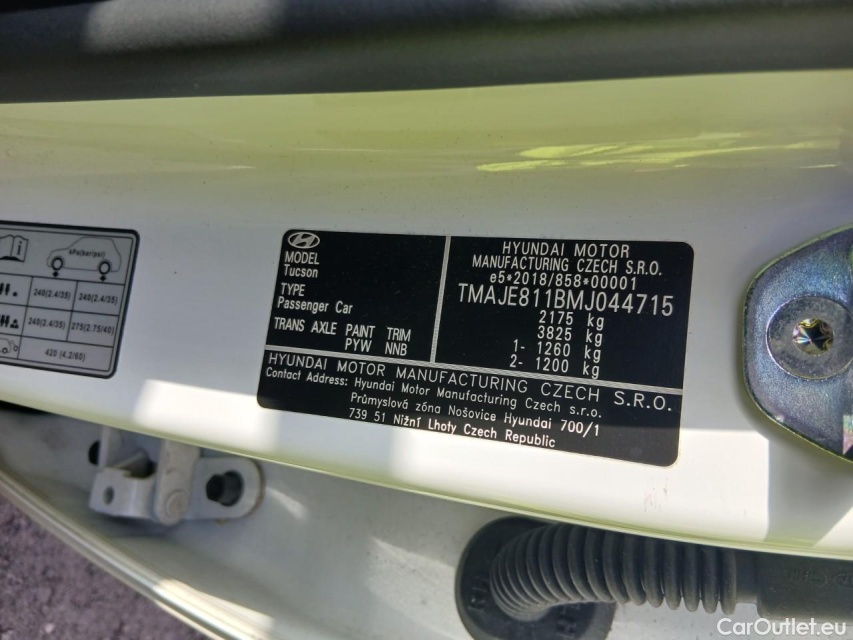 kPa(bar/psi)
240(2.4/35) 240(2.4/35)
240(2.4/35) 275(2.75/40)
420 (4.2/60)
MODEL
Tucson
TYPE
Passenger Car
TRANS AXLE PAINT TRIM
PYW NNB
HYUNDAI MOTOR
MANUFACTURING CZECH S.R.O.
e5*2018/858*00001
TMAJE811BMJ044715
2175 kg
3825 kg
1- 1260 kg
2- 1200 kg
HYUNDAI MOTOR MANUFACTURING CZECH S.R.O.
Contact Address: Hyundai Motor Manufacturing Czech s.r.o.
Průmyslová zóna Nošovice Hyundai 700/1
739 51 Nižní Lhoty Czech Republic
CarOutlet.eu